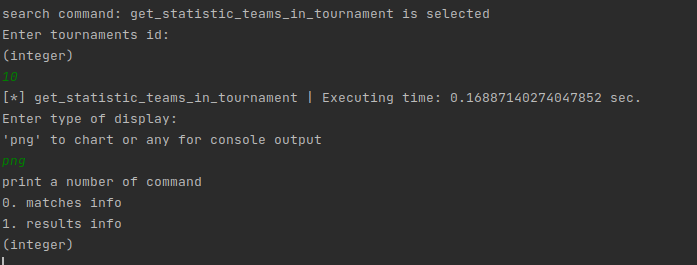 search command: get_statistic_teams_in_tournament is selected
Enter tournaments id:
(integer)
10
[*] get_statistic_teams_in_tournament | Executing time: 0.16887140274047852 sec.
Enter type of display:
'png' to chart or any for console output
png
print a number of command
0. matches info
1. results info
(integer)